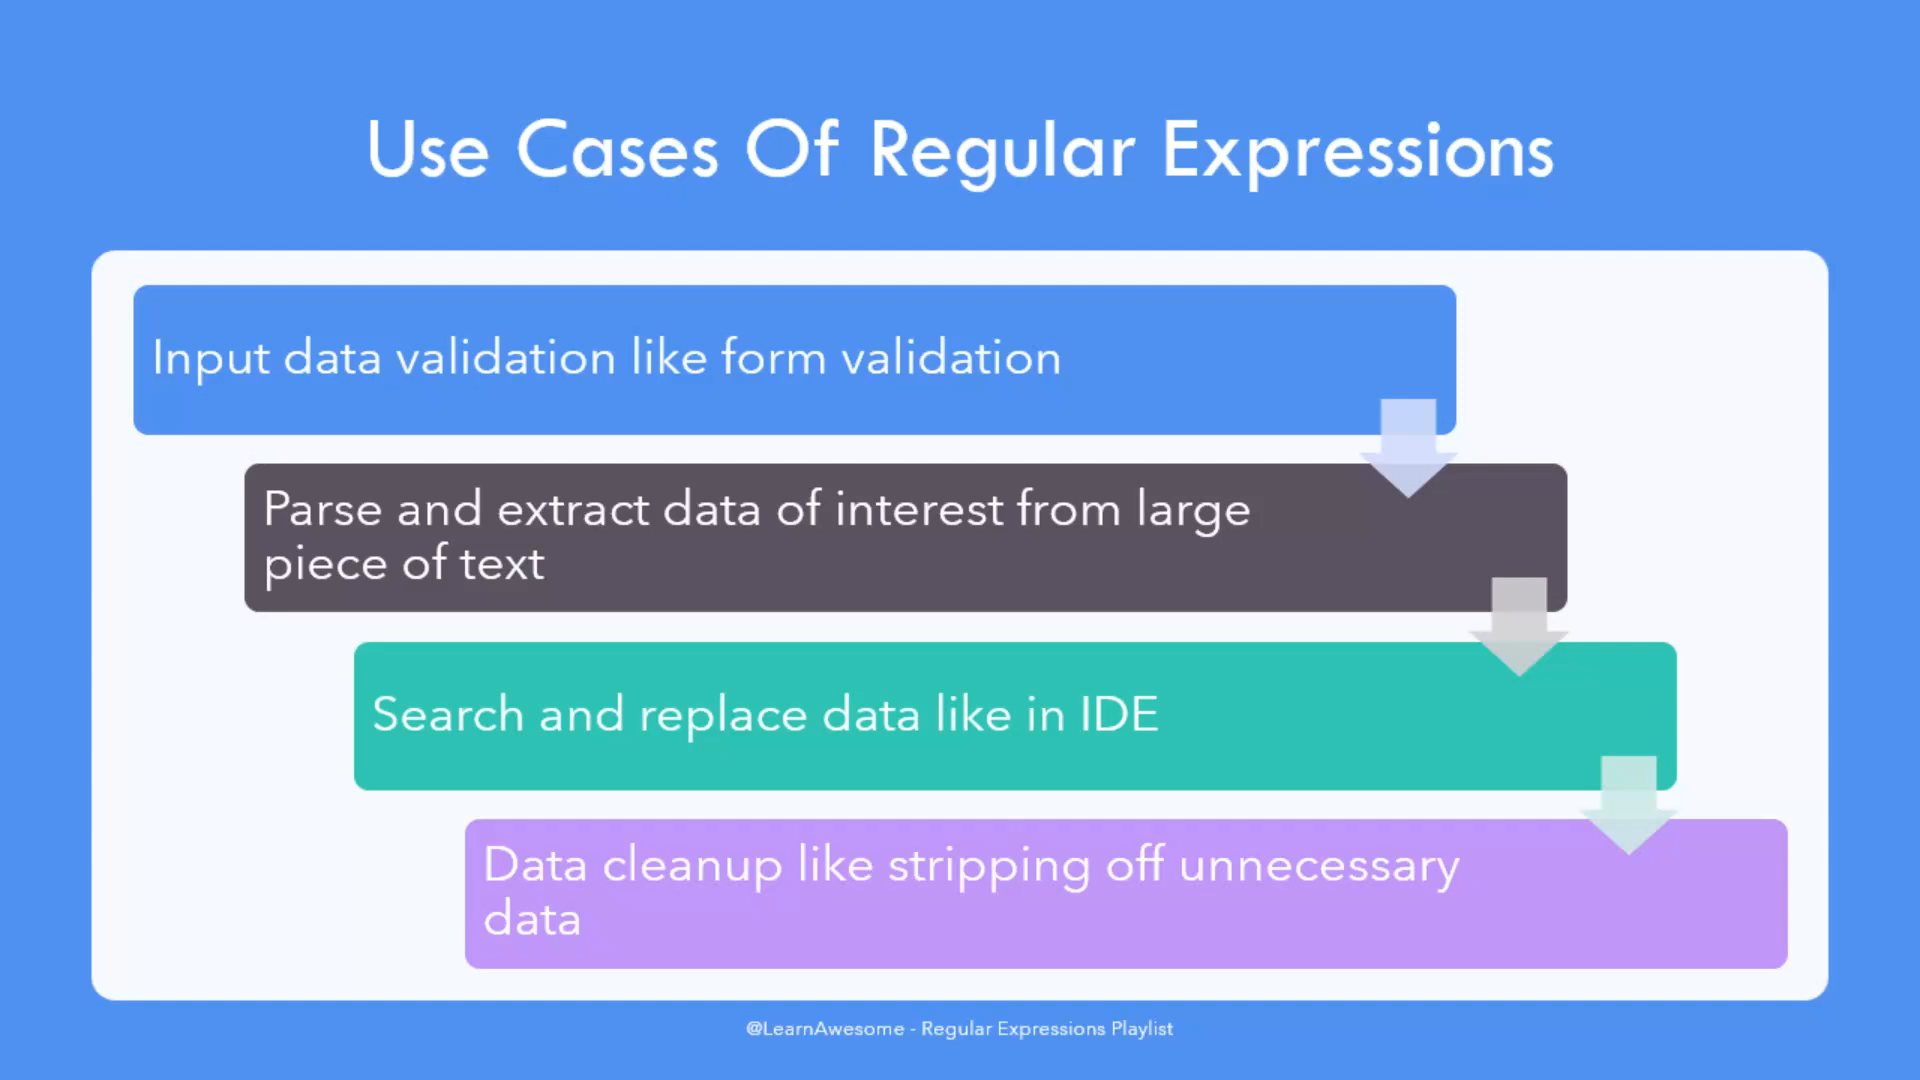 Use Cases Of Regular Expressions
Input data validation like form validation
Parse and extract data of interest from large
piece of text
Search and replace data like in IDE
Data cleanup like stripping off unnecessary
data
@LearnAwesome - Regular Expressions Playlist